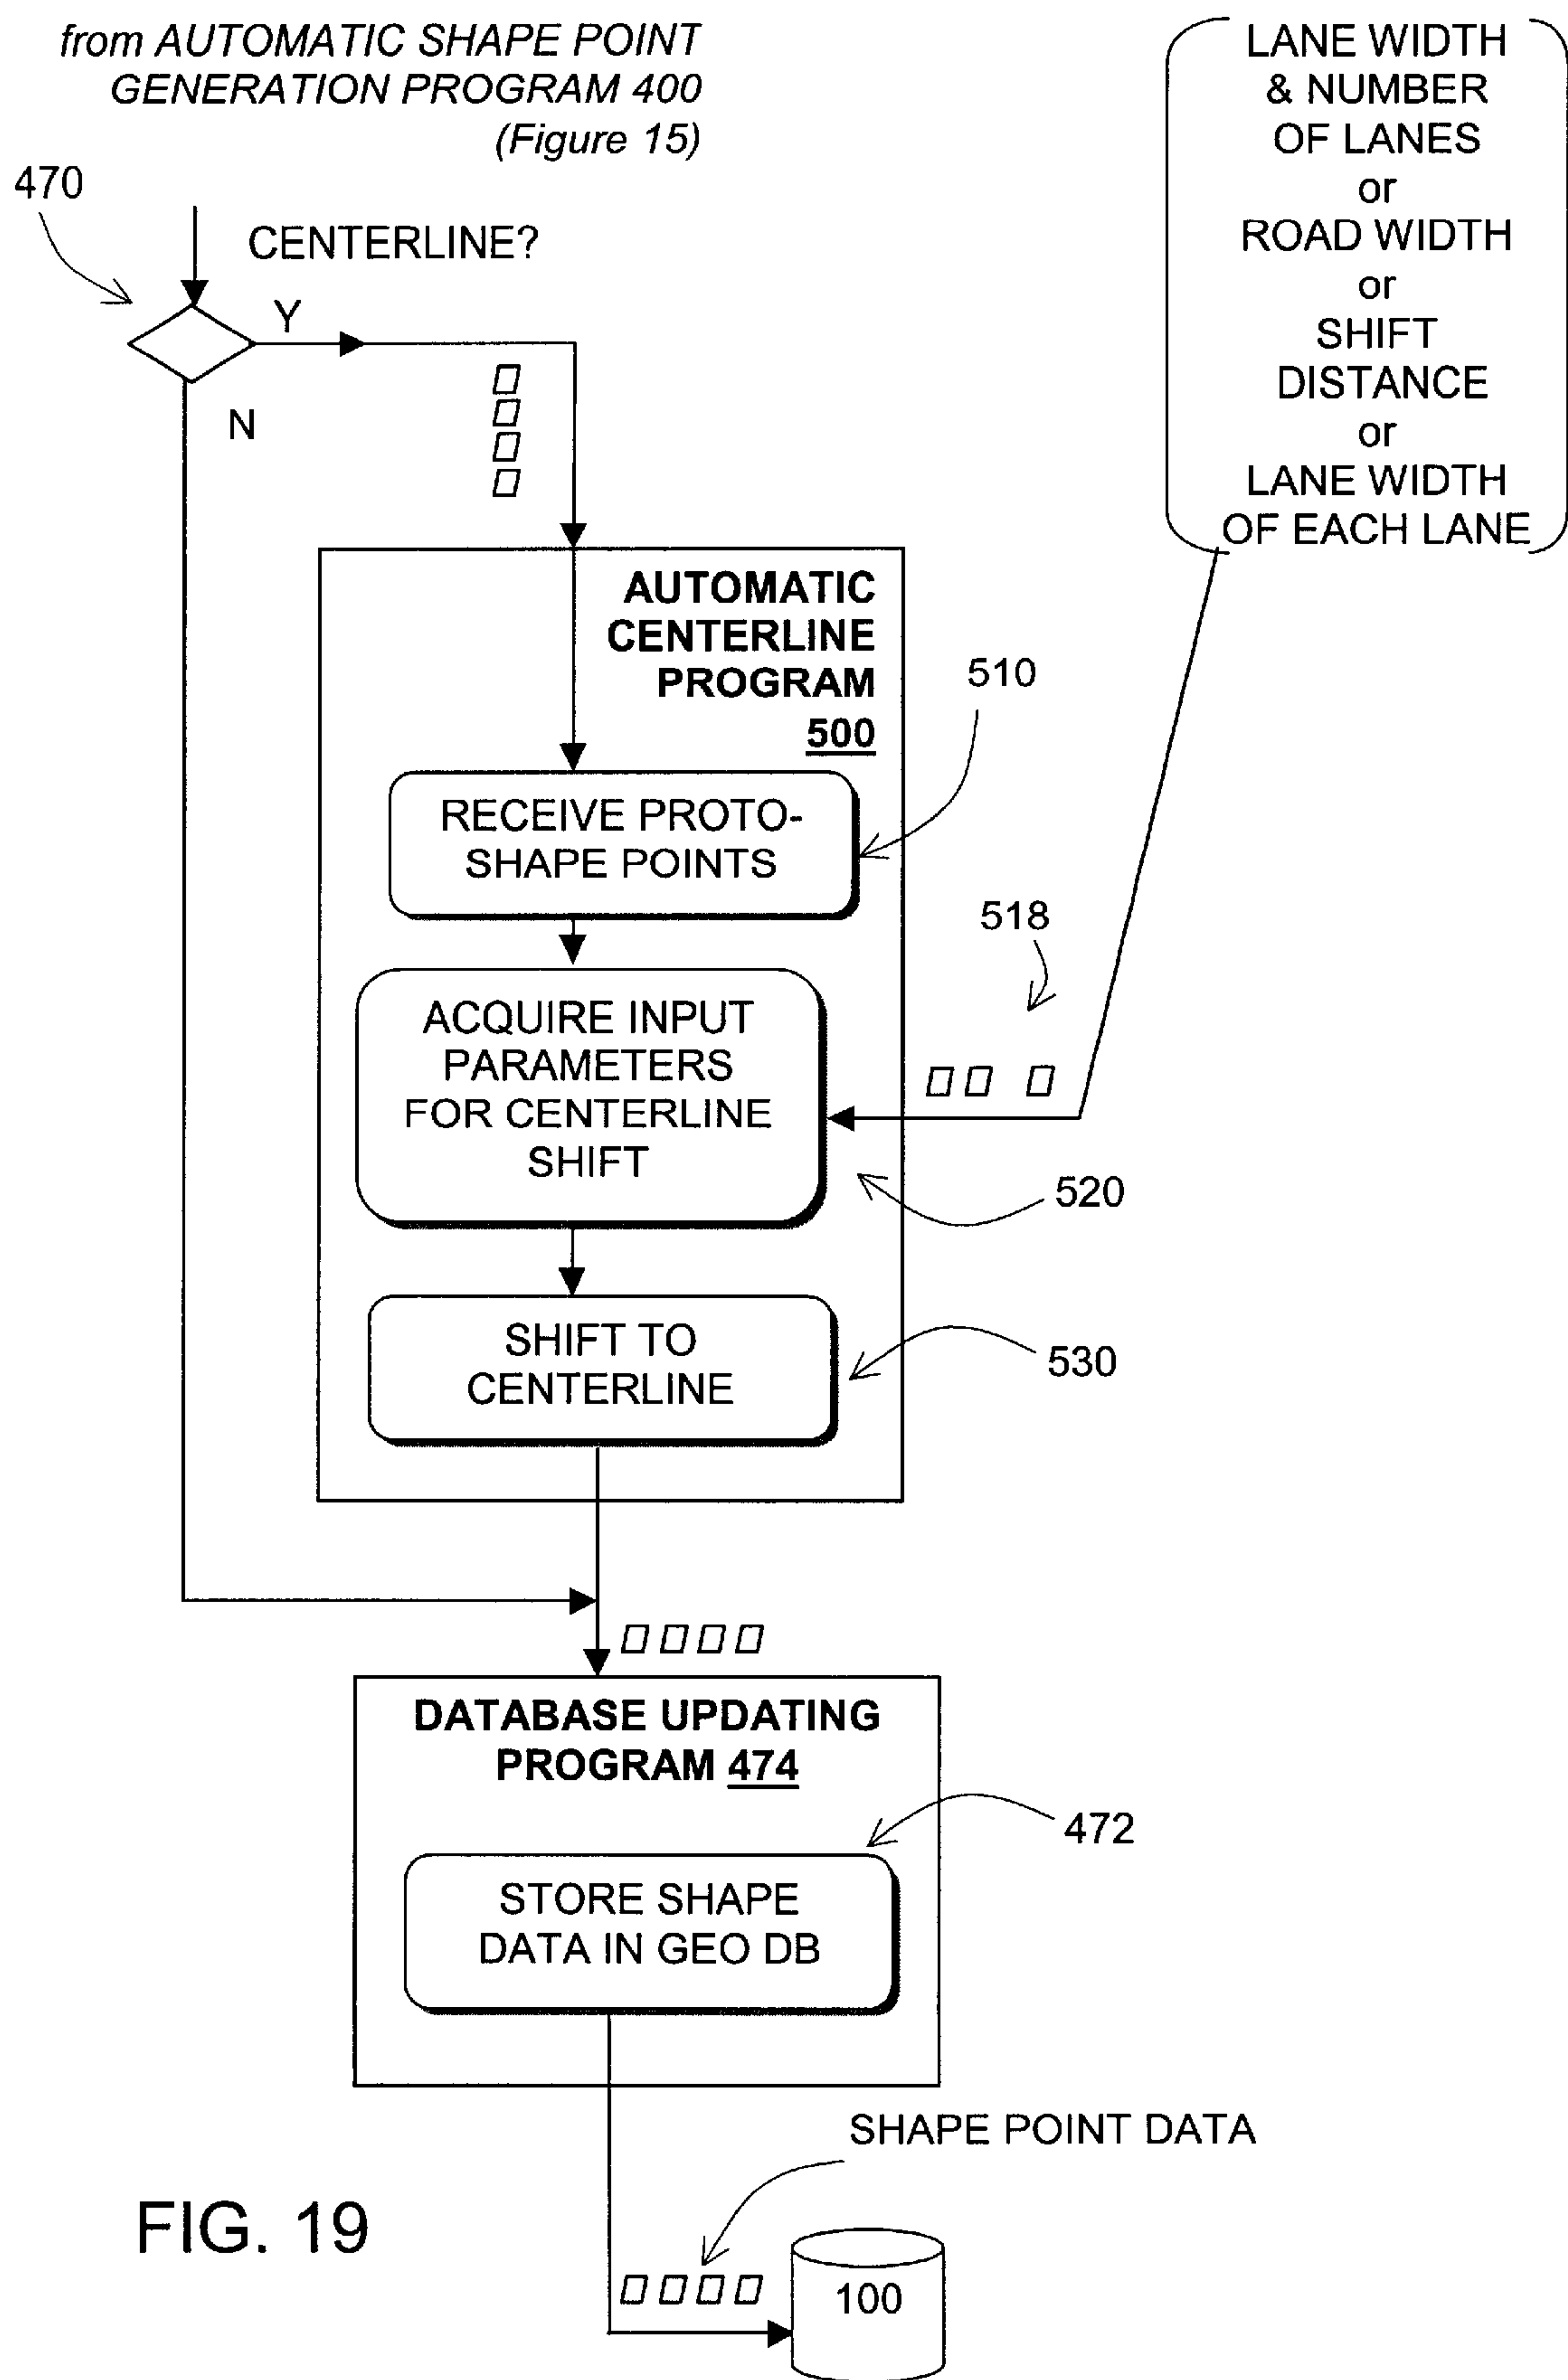 from AUTOMATIC SHAPE POINT
GENERATION PROGRAM 400
(Figure 15)
LANE WIDTH
& NUMBER
OF LANES
or
ROAD WIDTH
or
SHIFT
DISTANCE
or
LANE WIDTH
OF EACH LANE
470
CENTERLINE?
Y
N
AUTOMATIC
CENTERLINE
PROGRAM
500
510
RECEIVE PROTO-
SHAPE POINTS
518
ACQUIRE INPUT
PARAMETERS
FOR CENTERLINE
SHIFT
520
SHIFT TO
CENTERLINE
530
DATABASE UPDATING
PROGRAM 474
472
STORE SHAPE
DATA IN GEO DB
SHAPE POINT DATA
FIG. 19
100